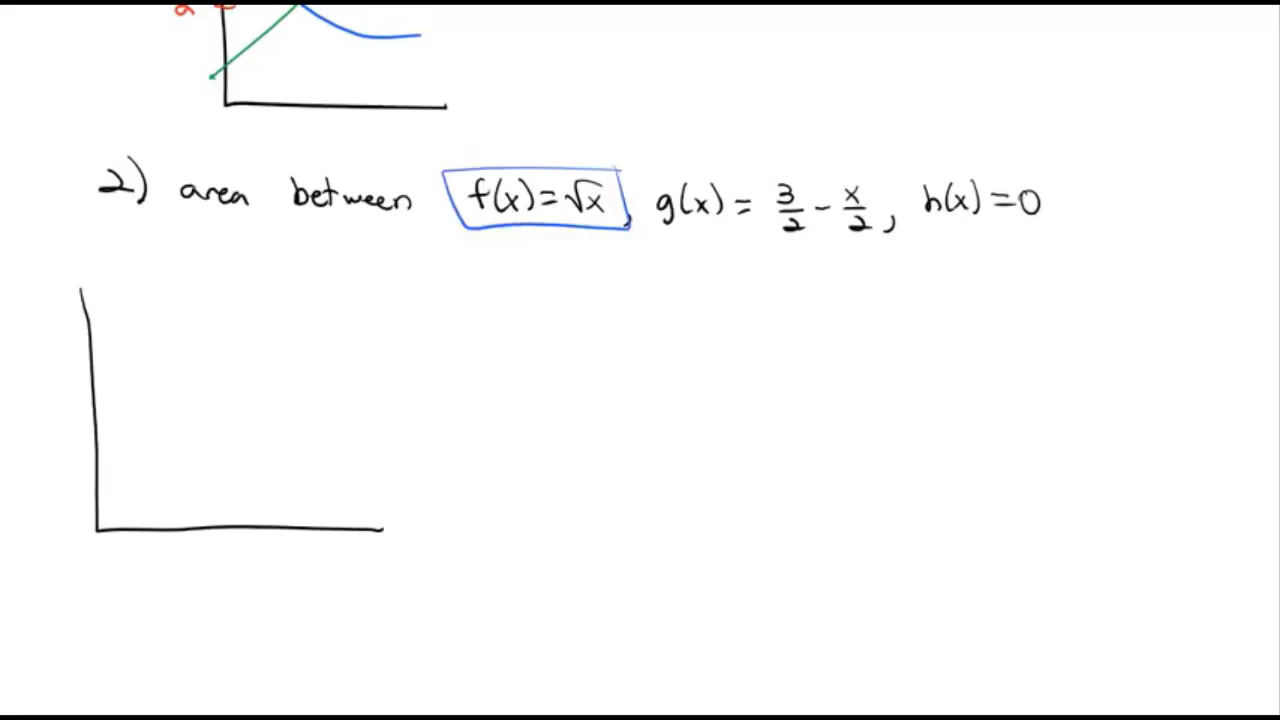 2) area between f(x)=√x, g(x) = 3/2 - x/2, h(x)=0